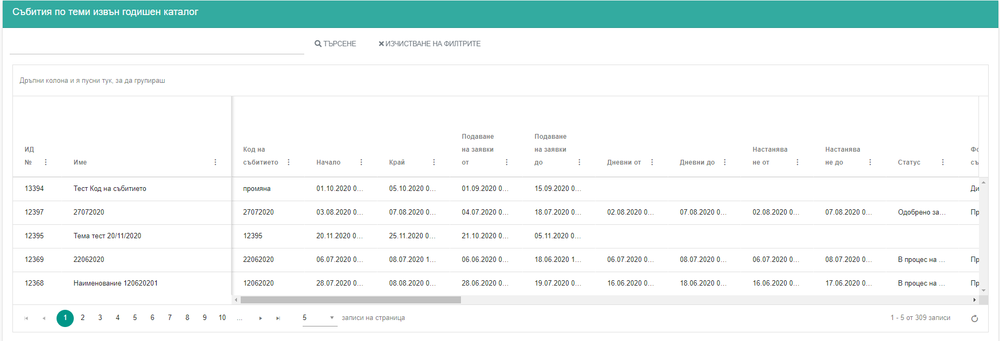 Събития по теми извън годишен каталог
ТЪРСЕНЕ ИЗЧИСТВАНЕ НА ФИЛТРИТЕ
Дръпни колона и я пусни тук, за да групираш
ИД № Име Код на събитието Начало Край Подаване на заявки от Подаване на заявки до Дневни от Дневни до Настанява не от Настанява не до Статус Фо съ
13394 Тест Код на събитието промяна 01.10.2020 0... 05.10.2020 0... 01.09.2020 0... 15.09.2020 0... Ди
12397 27072020 27072020 03.08.2020 0... 07.08.2020 0... 04.07.2020 0... 18.07.2020 0... 02.08.2020 0... 07.08.2020 0... 02.08.2020 0... 07.08.2020 0... Одобрено за... Пр
12395 Тема тест 20/11/2020 12395 20.11.2020 0... 25.11.2020 0... 21.10.2020 0... 05.11.2020 0...
12369 22062020 22062020 06.07.2020 0... 08.07.2020 1... 06.06.2020 0... 18.06.2020 1... 06.07.2020 0... 08.07.2020 0... 06.07.2020 0... 08.07.2020 0... В процес на ... Пр
12368 Наименование 120620201 12062020 28.07.2020 0... 08.08.2020 0... 28.06.2020 0... 19.07.2020 0... 16.06.2020 0... 18.06.2020 0... 16.06.2020 0... 17.06.2020 0... В процес на ... Пр
1 2 3 4 5 6 7 8 9 10 ... 5 записи на страница 1 - 5 от 309 записи